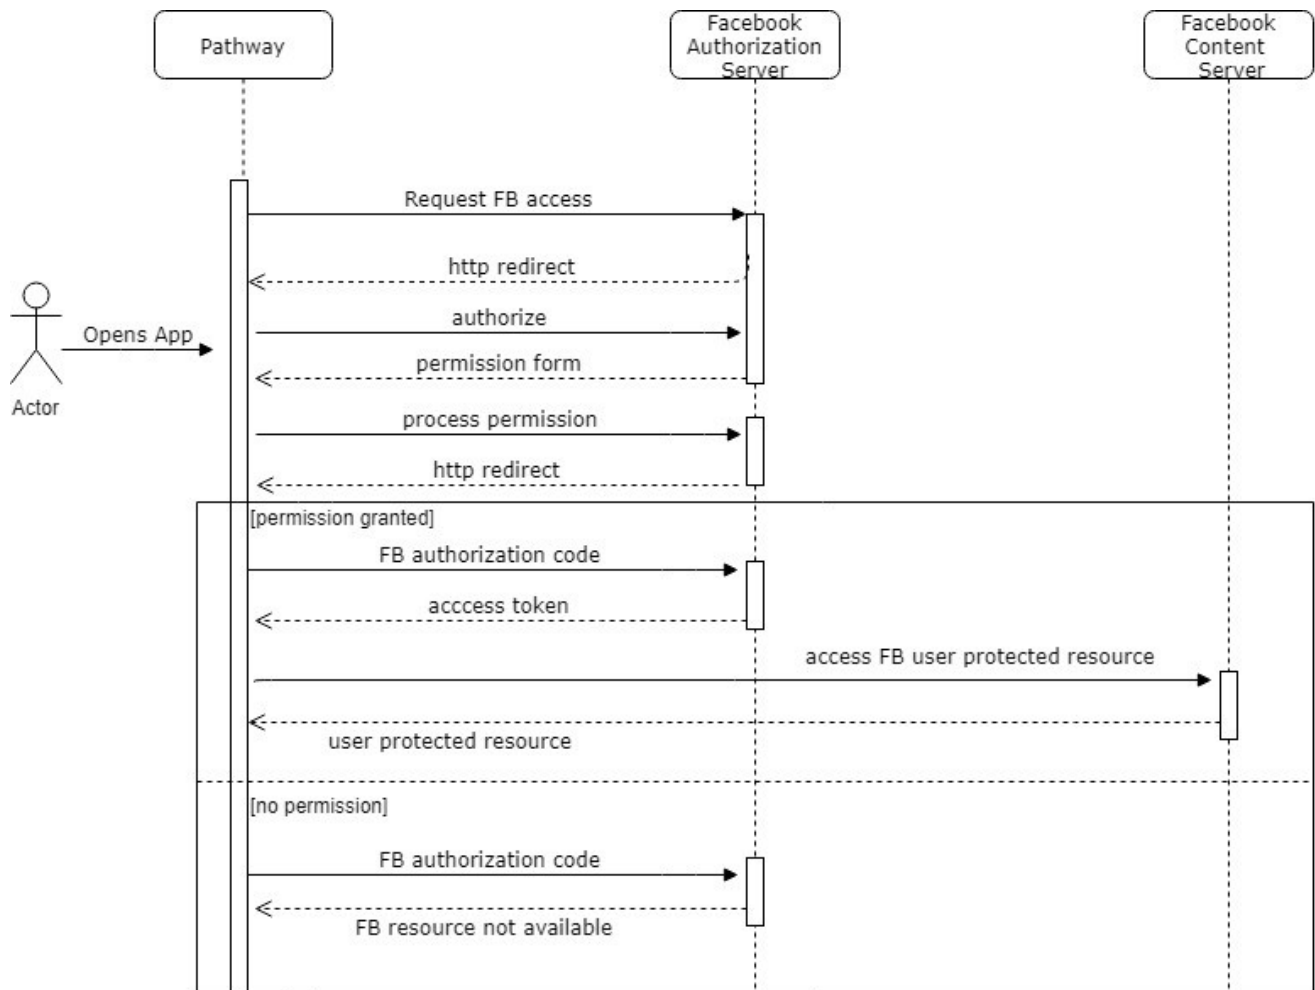 Pathway
Facebook
Authorization
Server
Facebook
Content
Server
Request FB access
http redirect
authorize
Opens App
permission form
Actor
process permission
http redirect
[permission granted]
FB authorization code
acccess token
access FB user protected resource
user protected resource
[no permission]
FB authorization code
FB resource not available